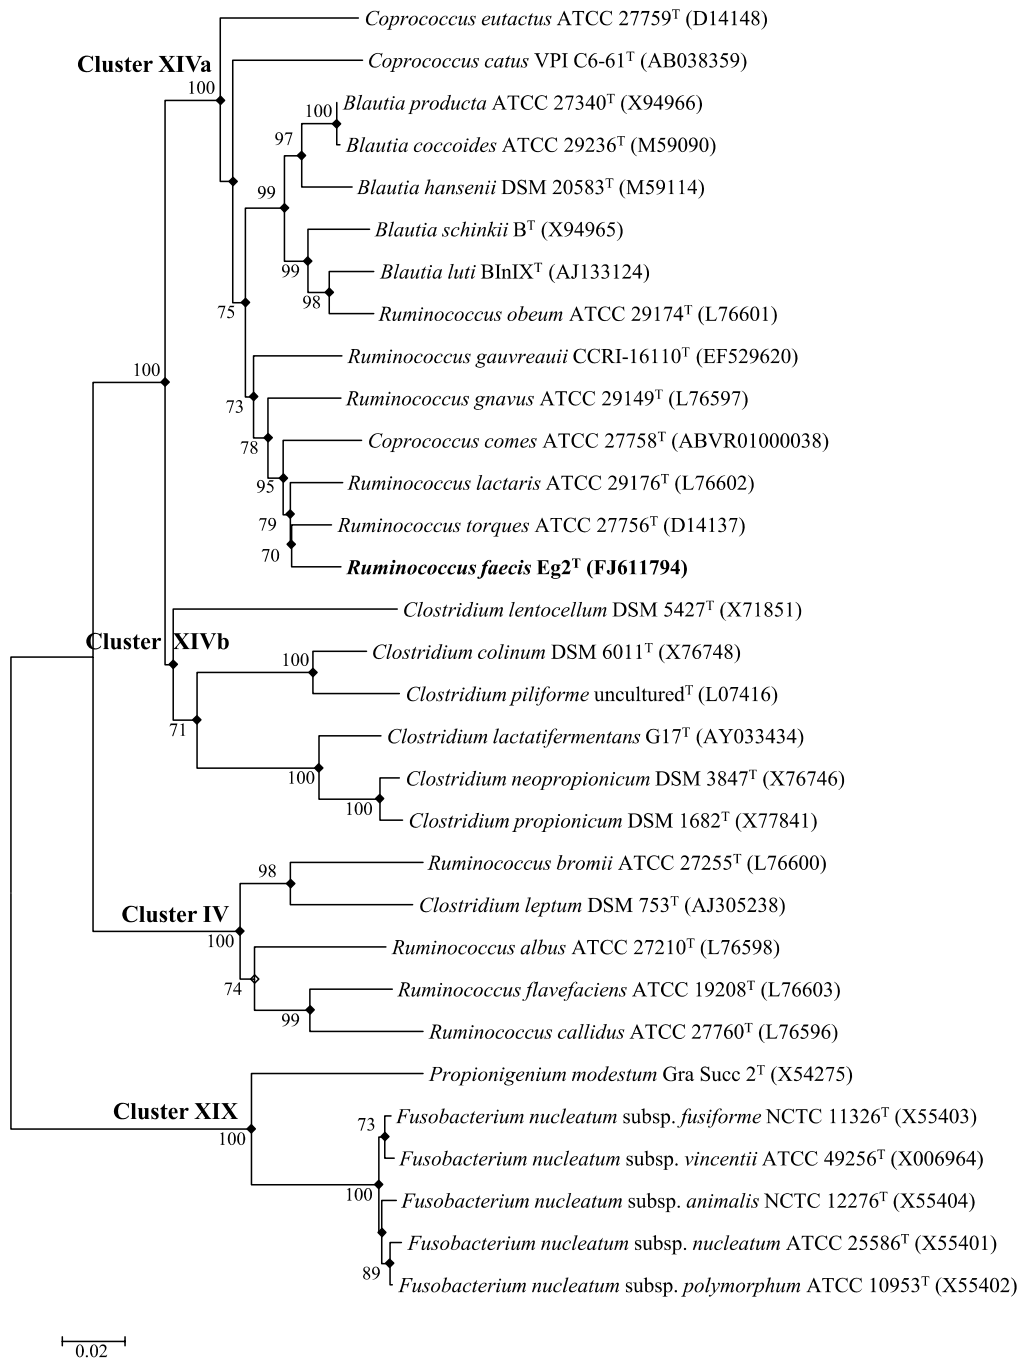 Coprococcus eutactus ATCC 27759T (D14148)
Coprococcus catus VPI C6-61T (AB038359)
Cluster XIVa
100
Blautia producta ATCC 27340T (X94966)
100
Blautia coccoides ATCC 29236T (M59090)
97
Blautia hansenii DSM 20583T (M59114)
99
Blautia schinkii BT (X94965)
99
Blautia luti BInIXT (AJ133124)
98
Ruminococcus obeum ATCC 29174T (L76601)
75
Ruminococcus gauvreauii CCRI-16110T (EF529620)
100
73
Ruminococcus gnavus ATCC 29149T (L76597)
78
Coprococcus comes ATCC 27758T (ABVR01000038)
95
Ruminococcus lactaris ATCC 29176T (L76602)
79
Ruminococcus torques ATCC 27756T (D14137)
70
Ruminococcus faecis Eg2T (FJ611794)
Clostridium lentocellum DSM 5427T (X71851)
Cluster XIVb
Clostridium colinum DSM 6011T (X76748)
100
Clostridium piliforme unculturedT (L07416)
71
Clostridium lactatifermentans G17T (AY033434)
100
Clostridium neopropionicum DSM 3847T (X76746)
100
Clostridium propionicum DSM 1682T (X77841)
Ruminococcus bromii ATCC 27255T (L76600)
98
Clostridium leptum DSM 753T (AJ305238)
Cluster IV
100
Ruminococcus albus ATCC 27210T (L76598)
74
Ruminococcus flavefaciens ATCC 19208T (L76603)
99
Ruminococcus callidus ATCC 27760T (L76596)
Propionigenium modestum Gra Succ 2T (X54275)
Cluster XIX
100
Fusobacterium nucleatum subsp. fusiforme NCTC 11326T (X55403)
73
Fusobacterium nucleatum subsp. vincentii ATCC 49256T (X006964)
100
Fusobacterium nucleatum subsp. animalis NCTC 12276T (X55404)
Fusobacterium nucleatum subsp. nucleatum ATCC 25586T (X55401)
89
Fusobacterium nucleatum subsp. polymorphum ATCC 10953T (X55402)
0.02